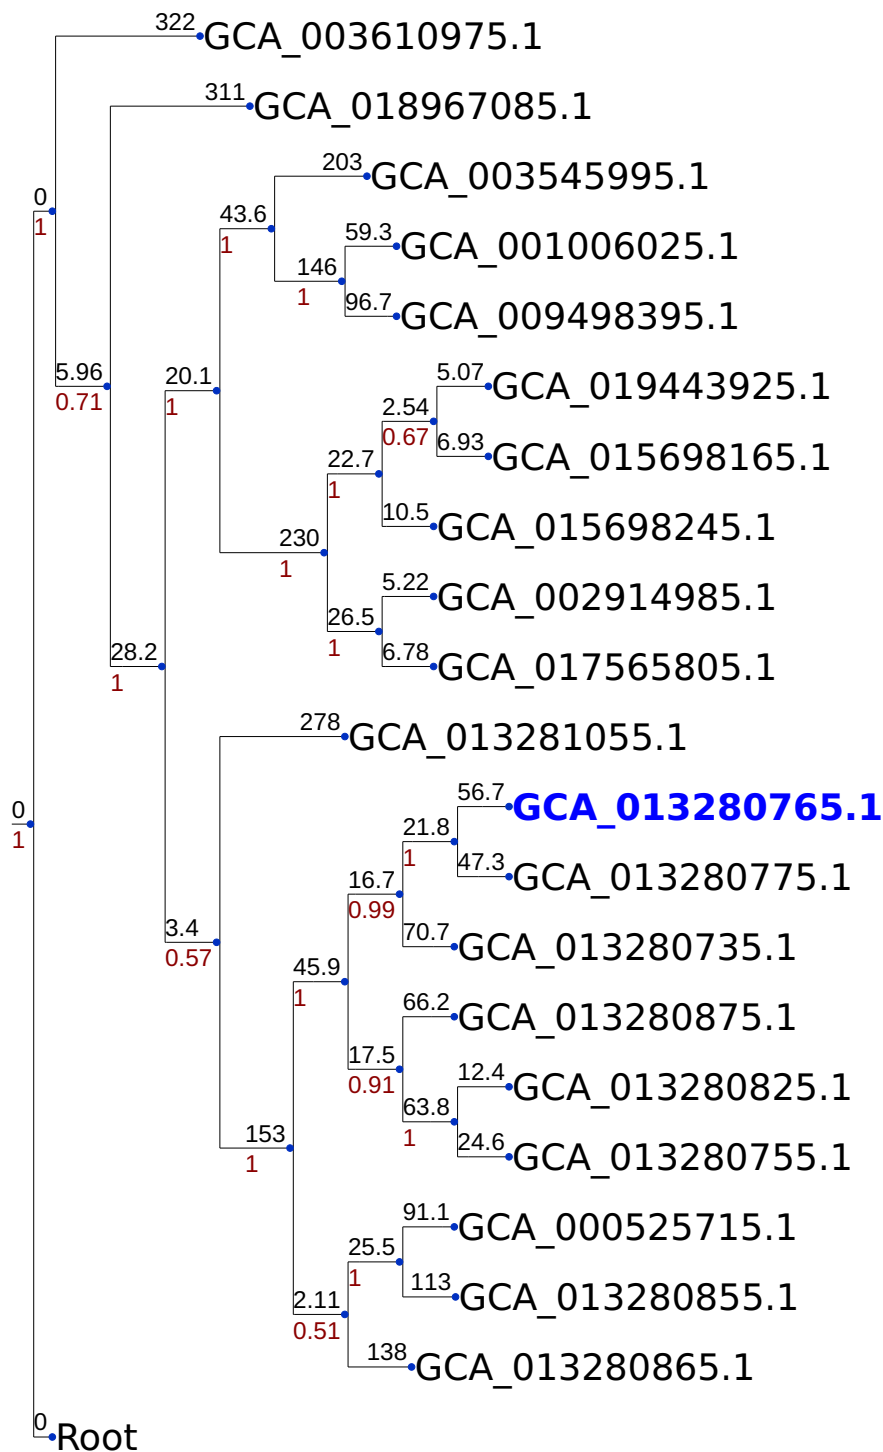 322 GCA_003610975.1
311 GCA_018967085.1
203 GCA_003545995.1
0
1
43.6
1
59.3 GCA_001006025.1
146
1
96.7 GCA_009498395.1
5.96
0.71
20.1
1
5.07 GCA_019443925.1
2.54
0.67
6.93 GCA_015698165.1
22.7
1
10.5 GCA_015698245.1
230
1
5.22 GCA_002914985.1
26.5
1
6.78 GCA_017565805.1
28.2
1
278 GCA_013281055.1
56.7 GCA_013280765.1
0
1
21.8
1
47.3 GCA_013280775.1
16.7
0.99
70.7 GCA_013280735.1
3.4
0.57
45.9
1
66.2 GCA_013280875.1
17.5
0.91
12.4 GCA_013280825.1
63.8
1
24.6 GCA_013280755.1
153
1
91.1 GCA_000525715.1
25.5
1
113 GCA_013280855.1
2.11
0.51
138 GCA_013280865.1
0 Root